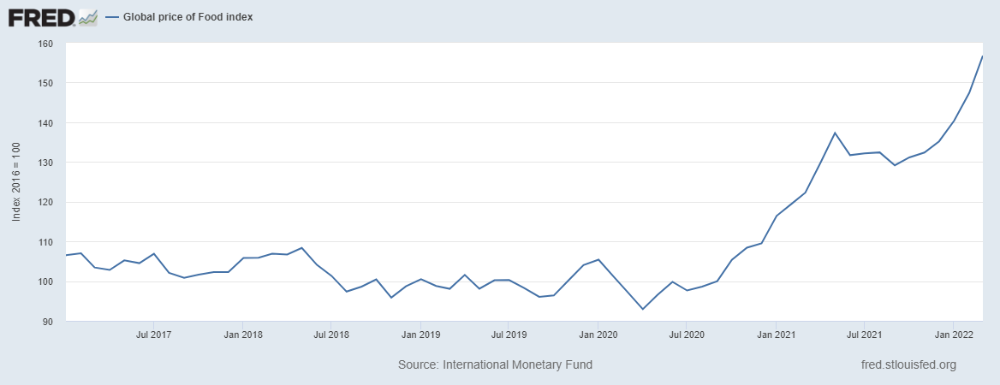 FRED
Global price of Food index
160
150
140
130
120
110
100
90
Index 2016 = 100
Jul 2017
Jan 2018
Jul 2018
Jan 2019
Jul 2019
Jan 2020
Jul 2020
Jan 2021
Jul 2021
Jan 2022
Source: International Monetary Fund
fred.stlouisfed.org